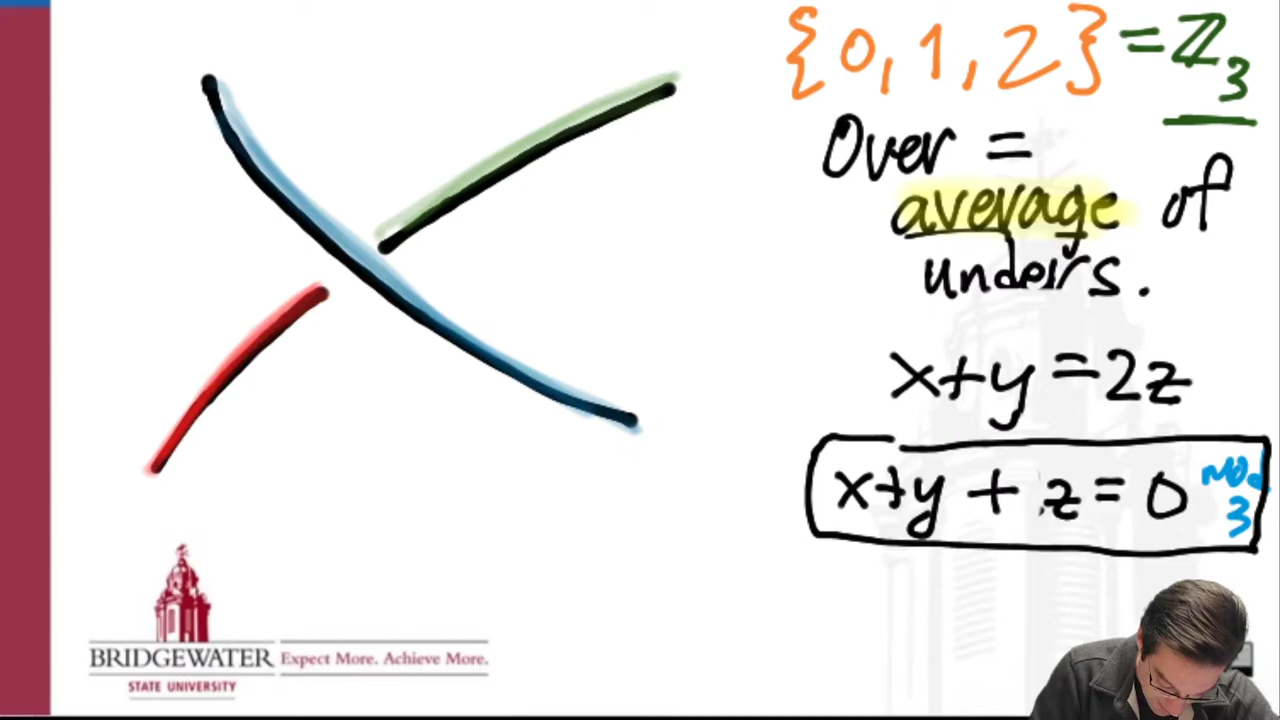 {0, 1, 2} = ℤ₃
Over =
average of
unders.
x+y=2z
x+y + z = 0 mod
3
BRIDGEWATER
STATE UNIVERSITY
Expect More. Achieve More.